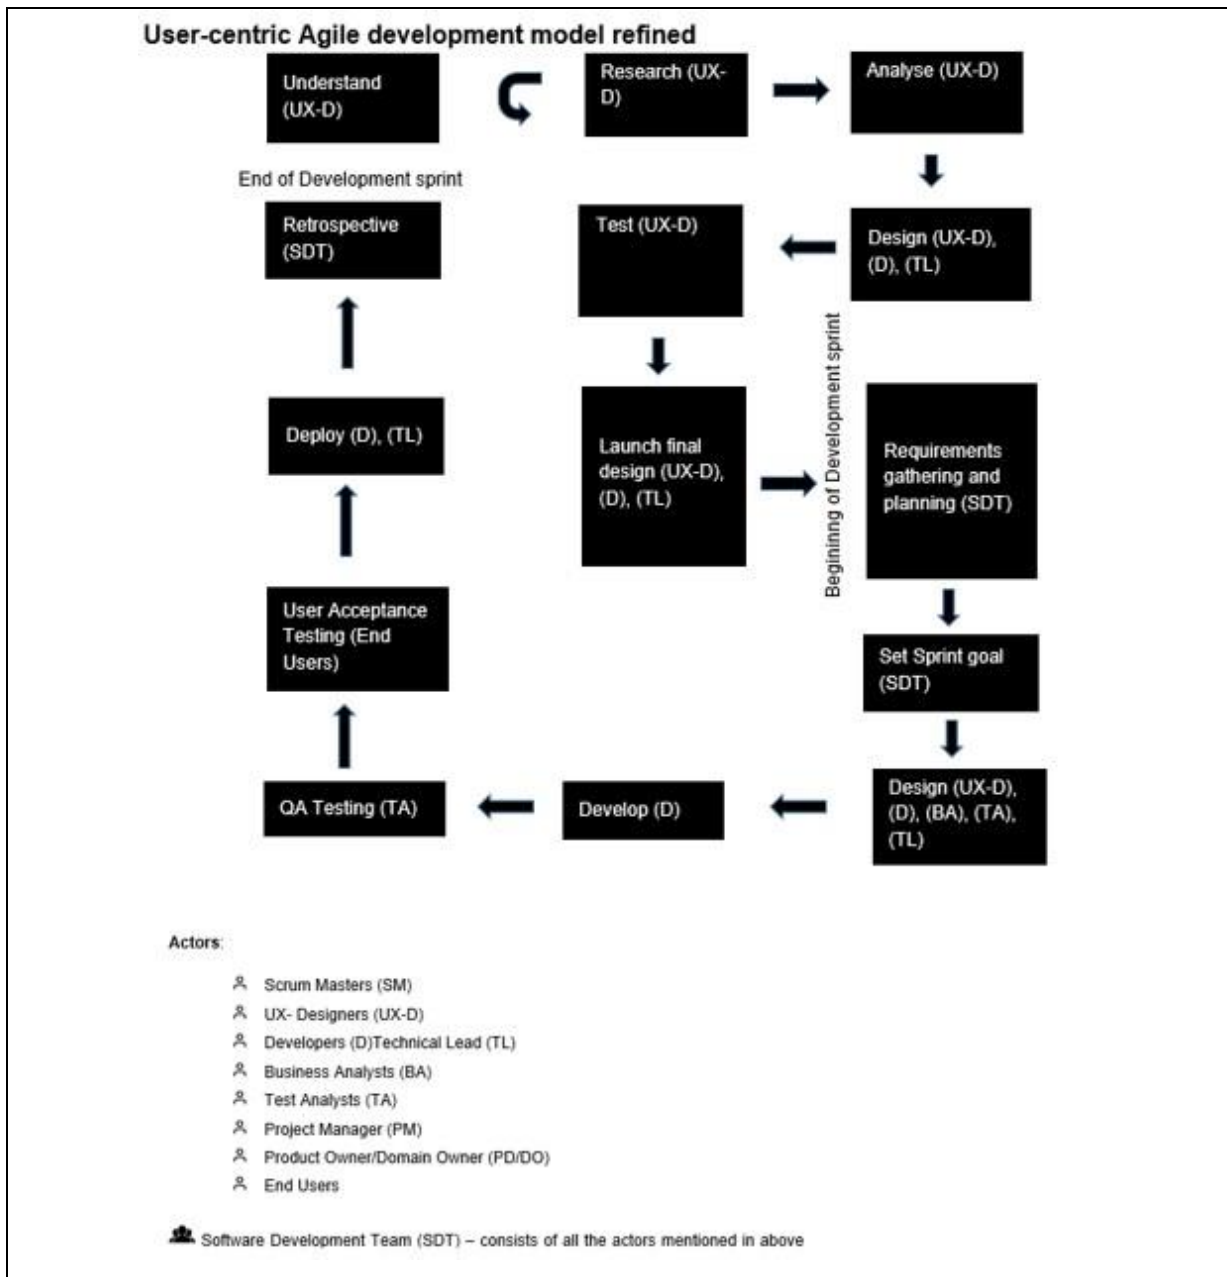 User-centric Agile development model refined
Understand
(UX-D)
Research (UX-
D)
Analyse (UX-D)
End of Development sprint
Retrospective
(SDT)
Test (UX-D)
Design (UX-D),
(D), (TL)
Deploy (D), (TL)
Launch final
design (UX-D),
(D), (TL)
Begininng of Development sprint
Requirements
gathering and
planning (SDT)
User Acceptance
Testing (End
Users)
Set Sprint goal
(SDT)
QA Testing (TA)
Develop (D)
Design (UX-D),
(D), (BA), (TA),
(TL)
Actors:
Scrum Masters (SM)
UX- Designers (UX-D)
Developers (D)Technical Lead (TL)
Business Analysts (BA)
Test Analysts (TA)
Project Manager (PM)
Product Owner/Domain Owner (PD/DO)
End Users
Software Development Team (SDT) – consists of all the actors mentioned in above